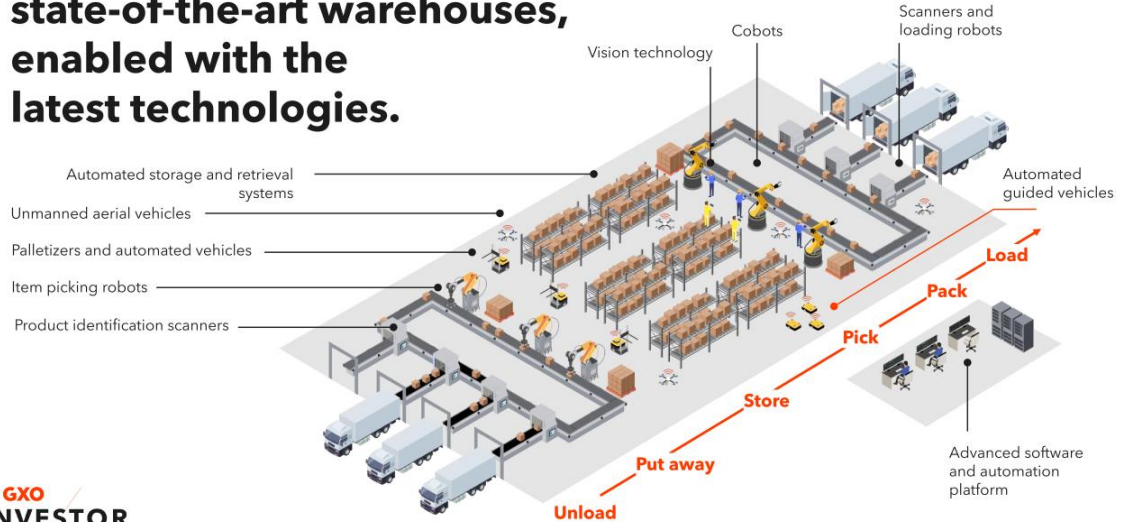 state-of-the-art warehouses,
enabled with the
latest technologies.
Scanners and
loading robots
Cobots
Vision technology
Automated storage and retrieval
systems
Automated
guided vehicles
Unmanned aerial vehicles
Palletizers and automated vehicles
Item picking robots
Product identification scanners
Load
Pack
Pick
Store
Put away
Unload
Advanced software
and automation
platform
GXO
INVESTOR